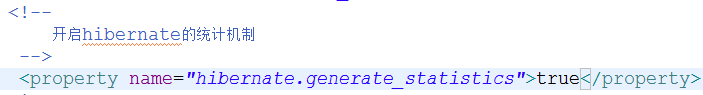 <!--
开启hibernate的统计机制
-->
<property name="hibernate.generate_statistics">true</property>